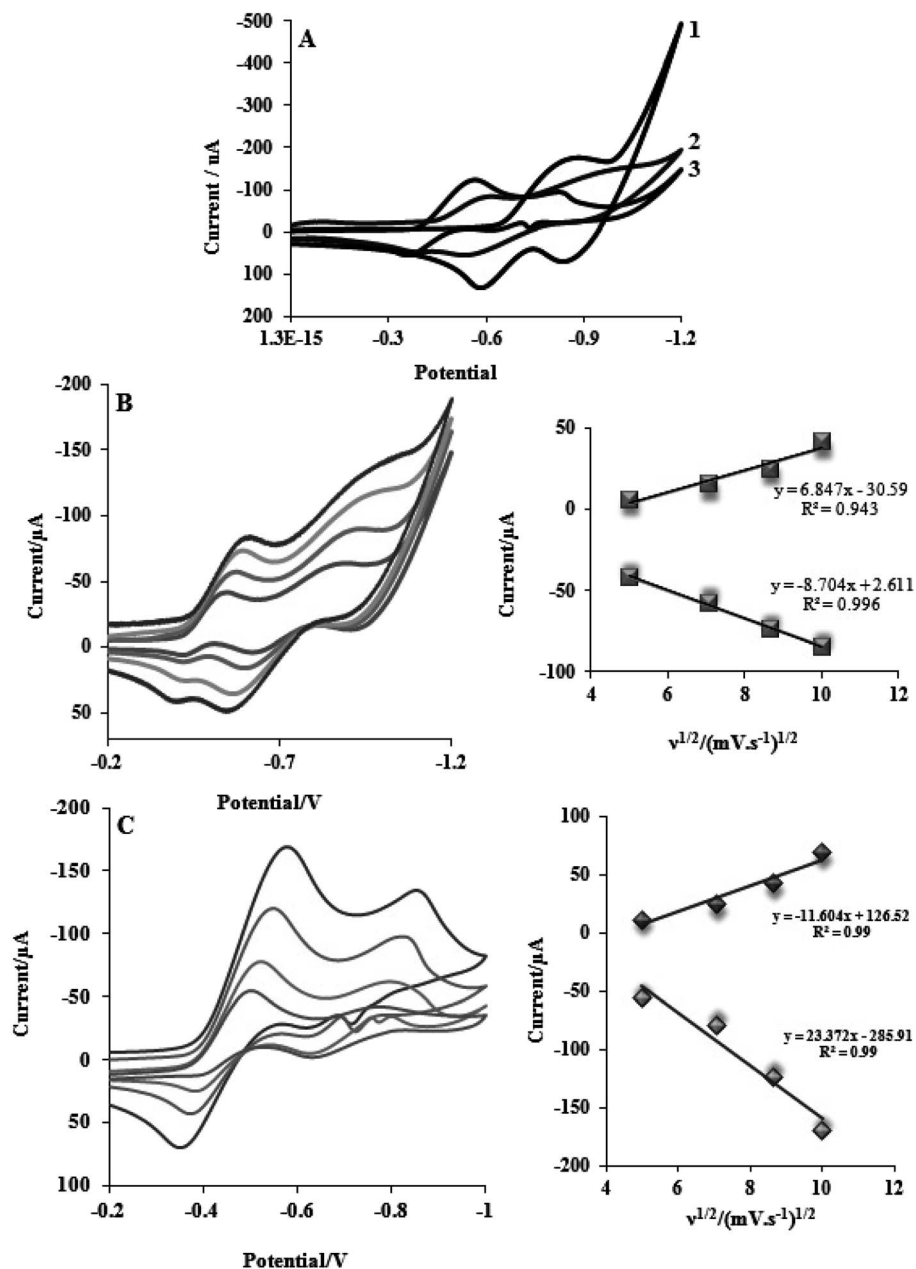 A
-500
-400
-300
-200
-100
0
100
200
Current / uA
1
2
3
1.3E-15 -0.3 -0.6 -0.9 -1.2
Potential
B
-200
-150
-100
-50
0
50
Current/µA
-0.2 -0.7 -1.2
Potential/V
50
0
-50
-100
Current/µA
y = 6.847x - 30.59
R² = 0.943
y = -8.704x + 2.611
R² = 0.996
4 6 8 10 12
ν1/2/(mV.s-1)1/2
C
-200
-150
-100
-50
0
50
100
Current/µA
-0.2 -0.4 -0.6 -0.8 -1
Potential/V
100
50
0
-50
-100
-150
-200
Current/µA
y = -11.604x + 126.52
R² = 0.99
y = 23.372x - 285.91
R² = 0.99
4 6 8 10 12
ν1/2/(mV.s-1)1/2